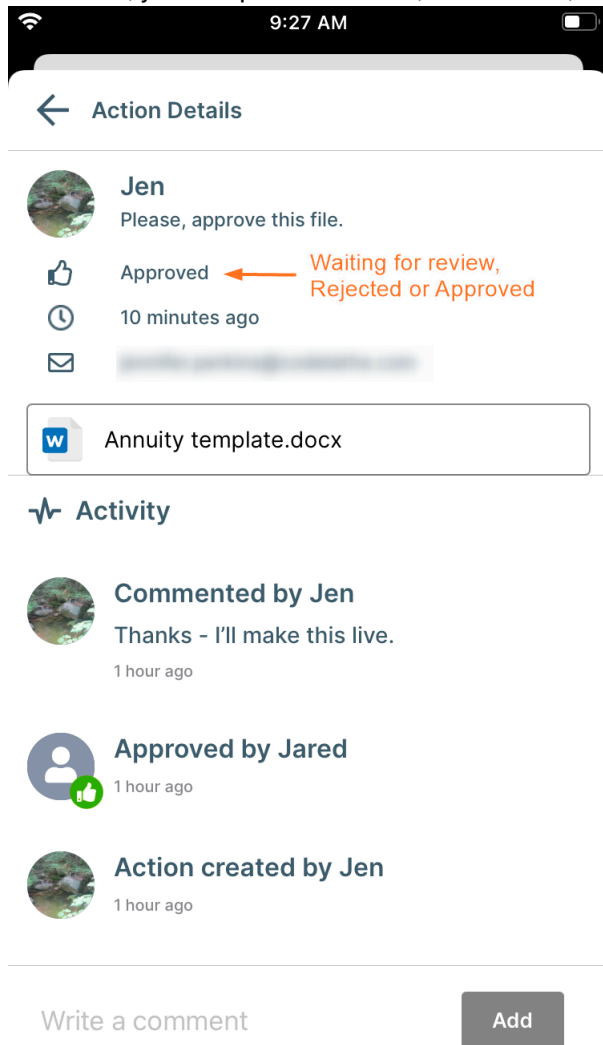 9:27 AM
Action Details
Jen
Please, approve this file.
Approved
Waiting for review,
Rejected or Approved
10 minutes ago
W
Annuity template.docx
Activity
Commented by Jen
Thanks - I'll make this live.
1 hour ago
Approved by Jared
1 hour ago
Action created by Jen
1 hour ago
Write a comment
Add